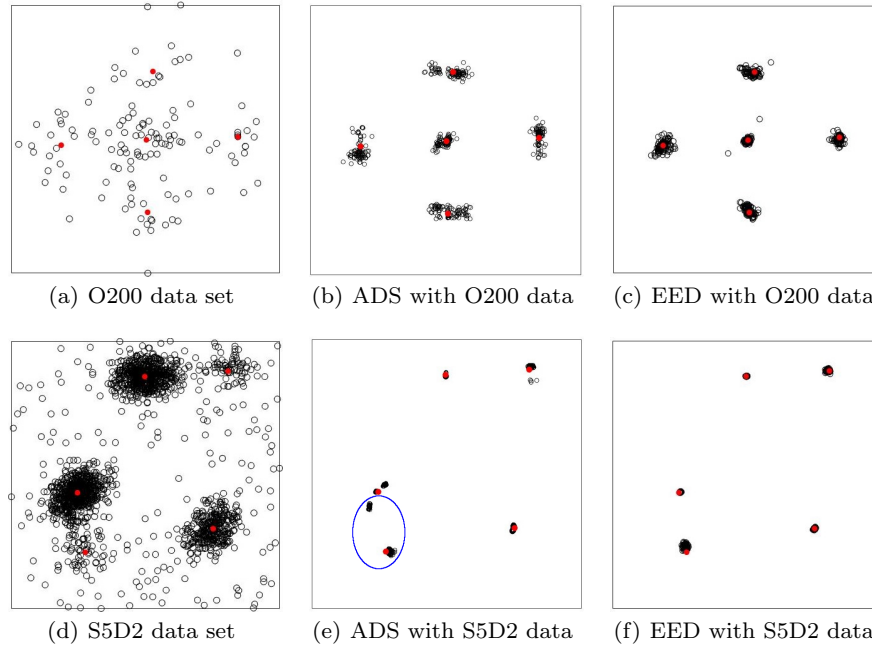 (a) O200 data set
(b) ADS with O200 data
(c) EED with O200 data
(d) S5D2 data set
(e) ADS with S5D2 data
(f) EED with S5D2 data